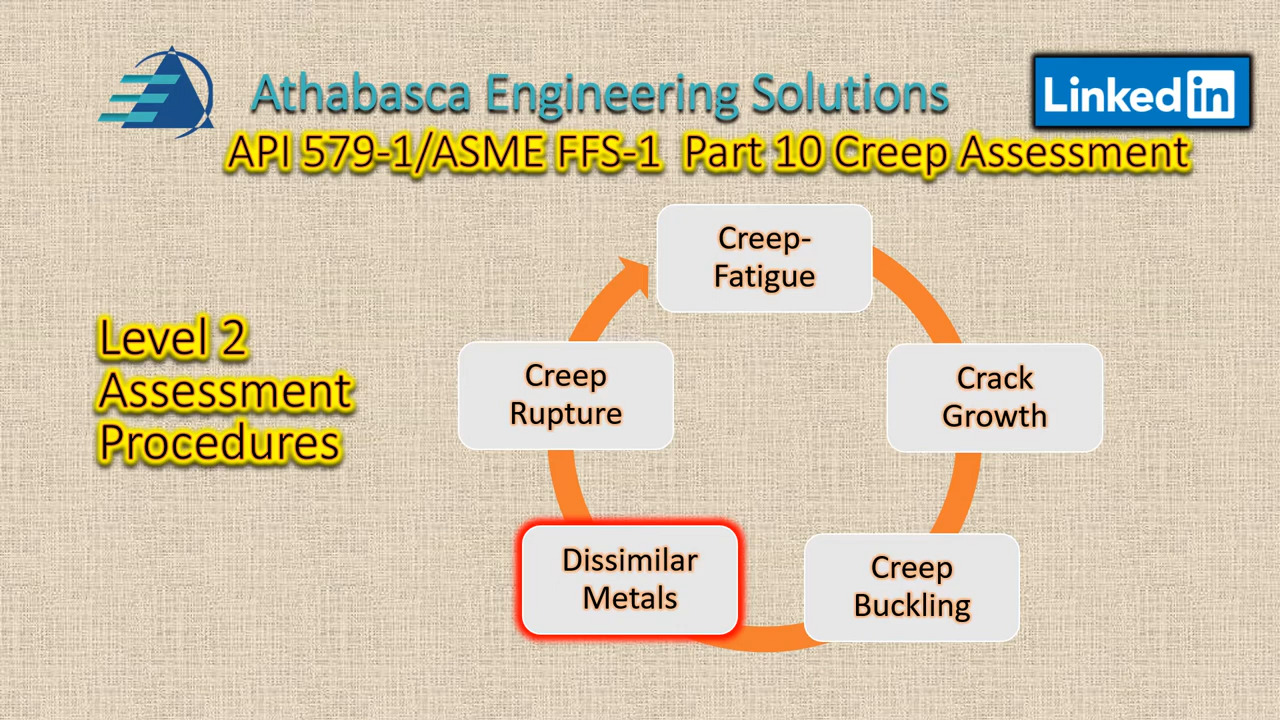 Athabasca Engineering Solutions
LinkedIn
API 579-1/ASME FFS-1 Part 10 Creep Assessment
Level 2
Assessment
Procedures
Creep-
Fatigue
Crack
Growth
Creep
Buckling
Dissimilar
Metals
Creep
Rupture